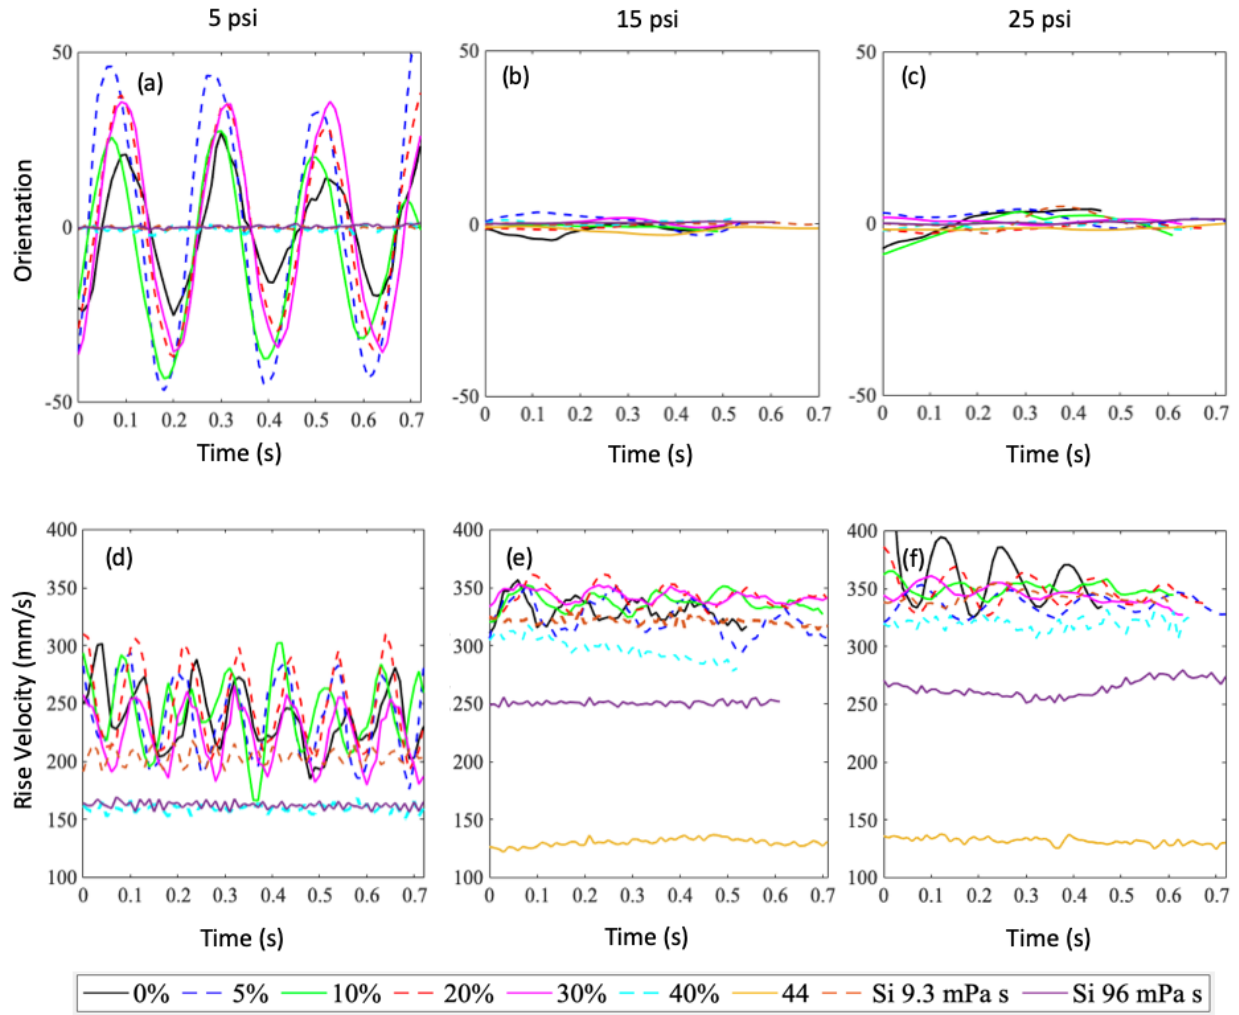 5 psi 15 psi 25 psi
(a) (b) (c)
50 50 50
Orientation
0 0 0
-50 -50 -50
0 0.1 0.2 0.3 0.4 0.5 0.6 0.7 0 0.1 0.2 0.3 0.4 0.5 0.6 0.7 0 0.1 0.2 0.3 0.4 0.5 0.6 0.7
Time (s) Time (s) Time (s)
(d) (e) (f)
400 400 400
350 350 350
300 300 300
Rise Velocity (mm/s)
250 250 250
200 200 200
150 150 150
100 100 100
0 0.1 0.2 0.3 0.4 0.5 0.6 0.7 0 0.1 0.2 0.3 0.4 0.5 0.6 0.7 0 0.1 0.2 0.3 0.4 0.5 0.6 0.7
Time (s) Time (s) Time (s)
0% 5% 10% 20% 30% 40% 44 Si 9.3 mPa s Si 96 mPa s